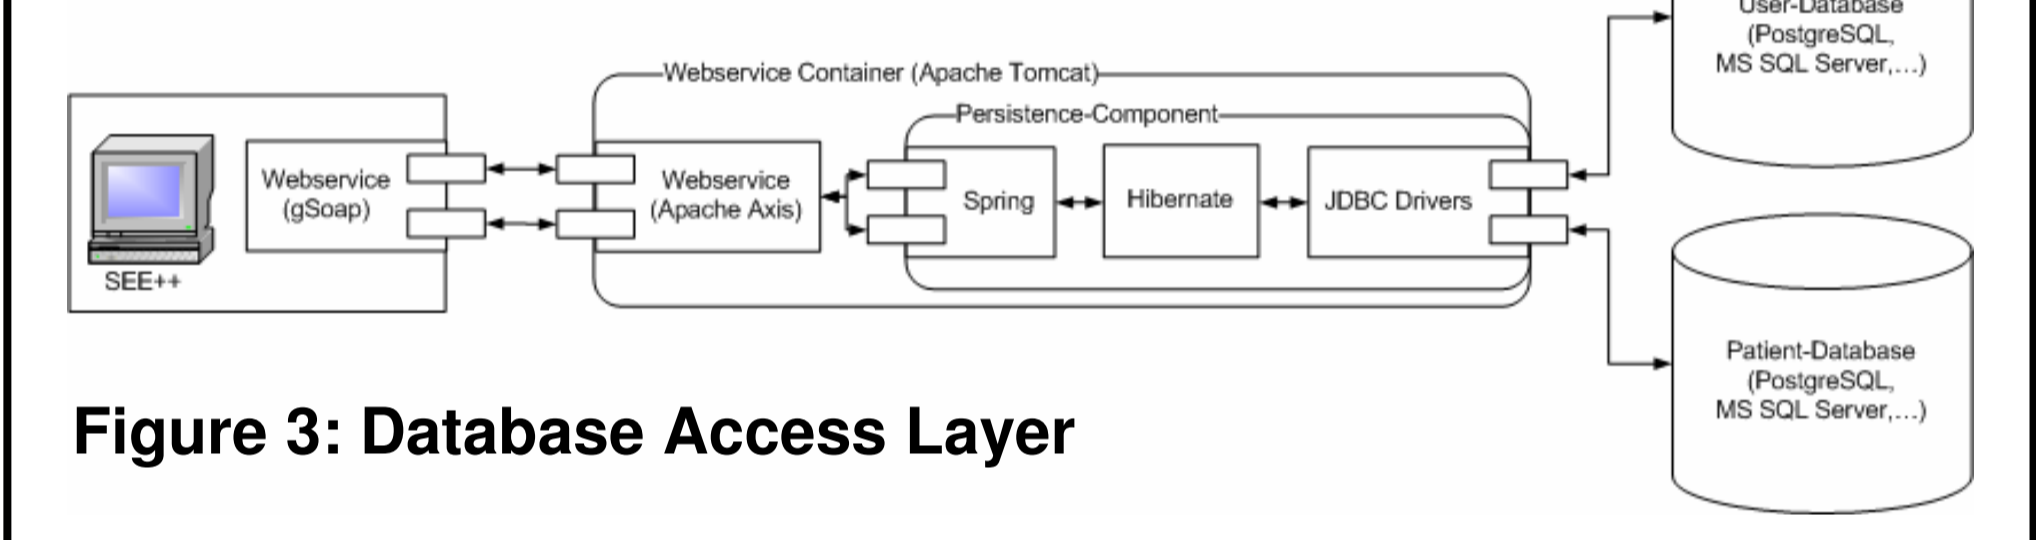 User-Database
(PostgreSQL,
MS SQL Server,...)
Webservice Container (Apache Tomcat)
Persistence-Component
Webservice
(gSoap)
SEE++
Webservice
(Apache Axis)
Spring
Hibernate
JDBC Drivers
Patient-Database
(PostgreSQL,
MS SQL Server,...)
Figure 3: Database Access Layer